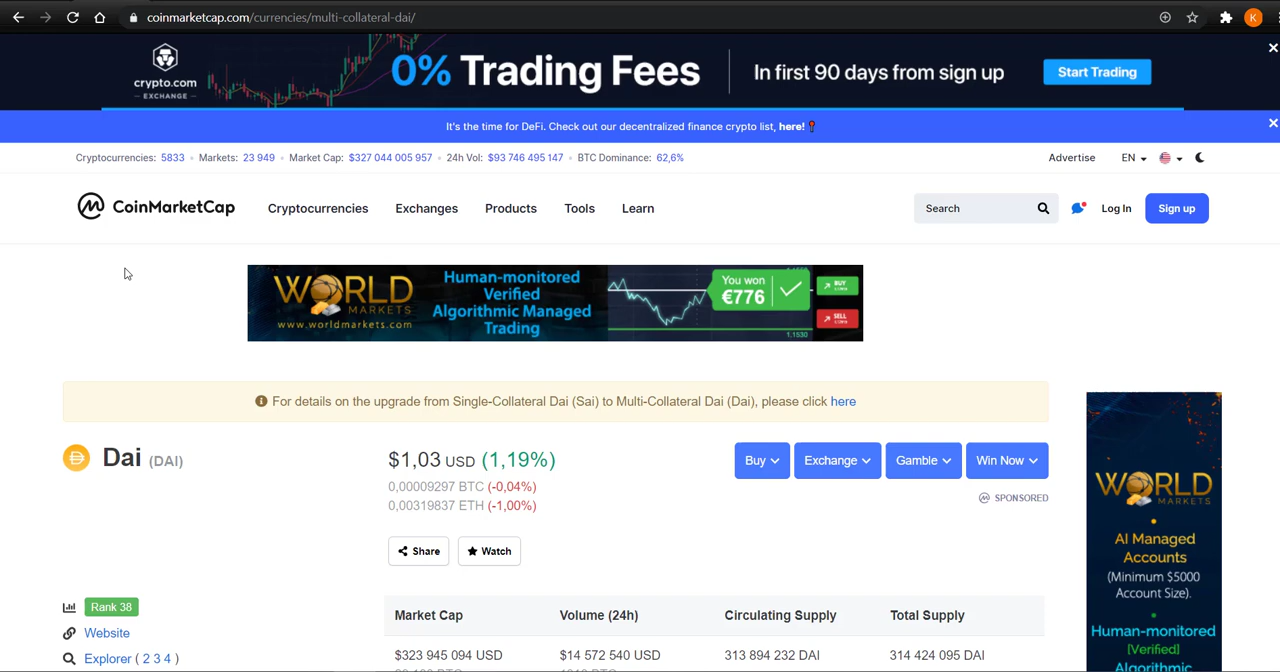 coinmarketcap.com/currencies/multi-collateral-dai/
K
crypto.com
EXCHANGE
0% Trading Fees
In first 90 days from sign up
Start Trading
It's the time for DeFi. Check out our decentralized finance crypto list, here!
Cryptocurrencies: 5833 • Markets: 23 949 • Market Cap: $327 044 005 957 • 24h Vol: $93 746 495 147 • BTC Dominance: 62,6%
Advertise
EN
CoinMarketCap
Cryptocurrencies
Exchanges
Products
Tools
Learn
Search
Log In
Sign up
WORLD
MARKETS
www.worldmarkets.com
Human-monitored
Verified
Algorithmic Managed
Trading
You won
€776
BUY
SELL
1.1530
For details on the upgrade from Single-Collateral Dai (Sai) to Multi-Collateral Dai (Dai), please click here
Dai (DAI)
$1,03 USD (1,19%)
0,00009297 BTC (-0,04%)
0,00319837 ETH (-1,00%)
Buy
Exchange
Gamble
Win Now
SPONSORED
Share
Watch
WORLD
MARKETS
AI Managed
Accounts
(Minimum $5000
Account Size).
Human-monitored
[Verified]
Algorithmic
Rank 38
Website
Explorer ( 2 3 4 )
Market Cap
Volume (24h)
Circulating Supply
Total Supply
$323 945 094 USD
$14 572 540 USD
313 894 232 DAI
314 424 095 DAI